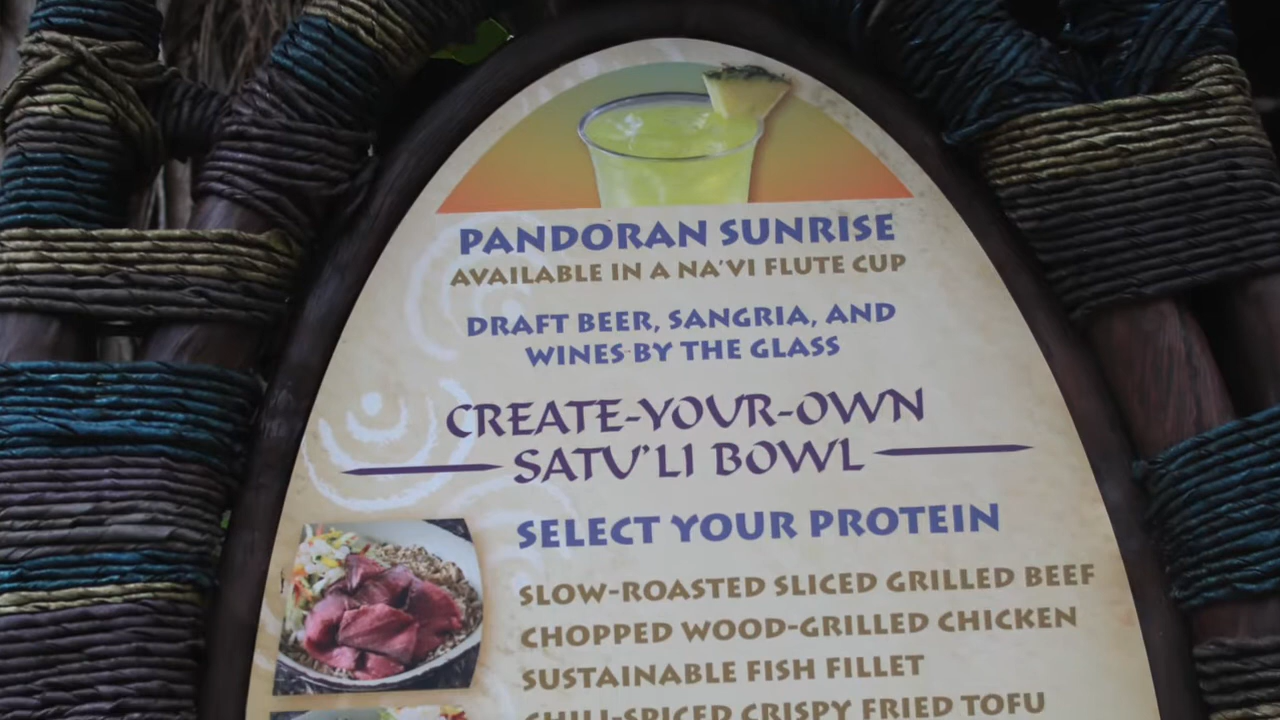 PANDORAN SUNRISE
AVAILABLE IN A NA'VI FLUTE CUP
DRAFT BEER, SANGRIA, AND
WINES BY THE GLASS
CREATE-YOUR-OWN
SATU'LI BOWL
SELECT YOUR PROTEIN
SLOW-ROASTED SLICED GRILLED BEEF
CHOPPED WOOD-GRILLED CHICKEN
SUSTAINABLE FISH FILLET
CHILI-SPICED CRISPY FRIED TOFU